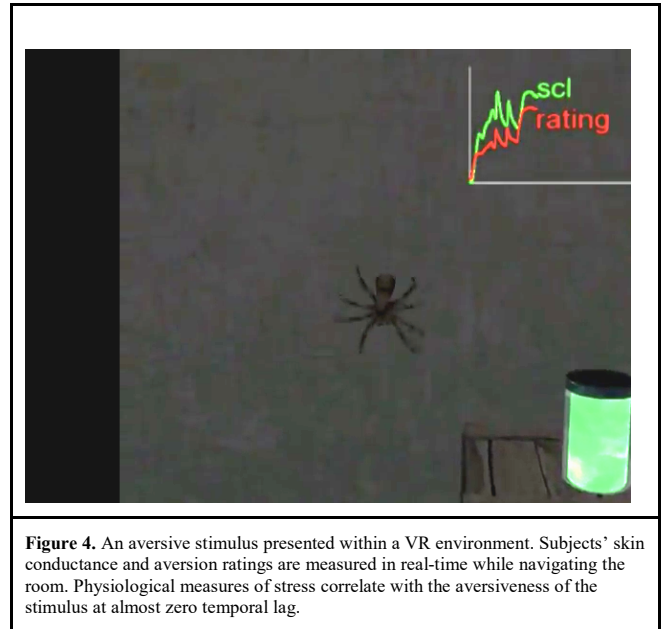 scl
rating
Figure 4. An aversive stimulus presented within a VR environment. Subjects’ skin
conductance and aversion ratings are measured in real-time while navigating the
room. Physiological measures of stress correlate with the aversiveness of the
stimulus at almost zero temporal lag.